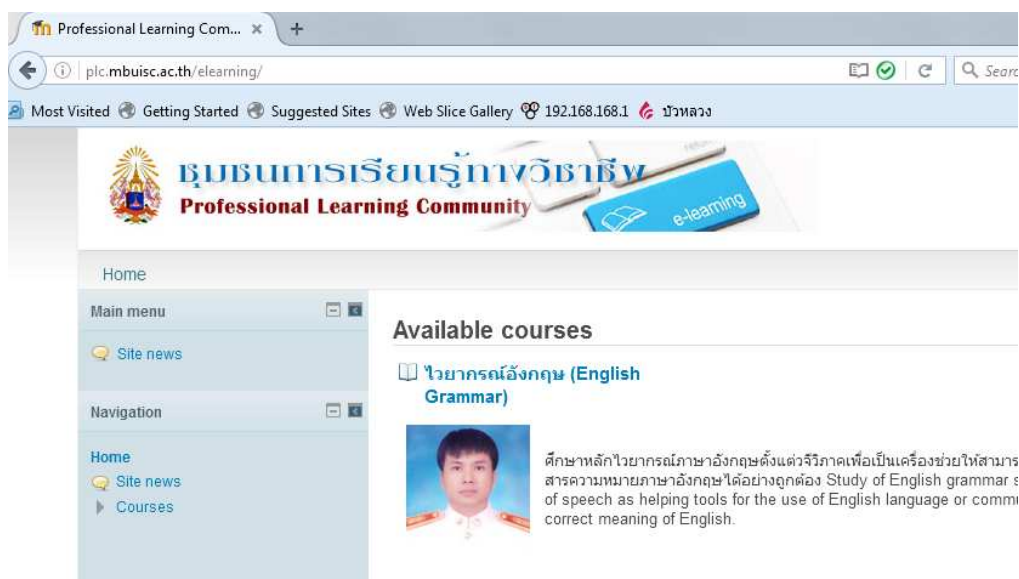 Professional Learning Com...
plc.mbuisc.ac.th/elearning/
Most Visited Getting Started Suggested Sites Web Slice Gallery 192.168.168.1 บัวหลวง
ชุมชนการเรียนรู้ทางวิชาชีพ
Professional Learning Community
e-learning
Home
Main menu
Available courses
Site news
ไวยากรณ์อังกฤษ (English
Grammar)
Navigation
Home
Site news
Courses
ศึกษาหลักไวยากรณ์ภาษาอังกฤษตั้งแต่วจีวิภาคเพื่อเป็นเครื่องช่วยให้สามาร
สารความหมายภาษาอังกฤษได้อย่างถูกต้อง Study of English grammar s
of speech as helping tools for the use of English language or commu
correct meaning of English.